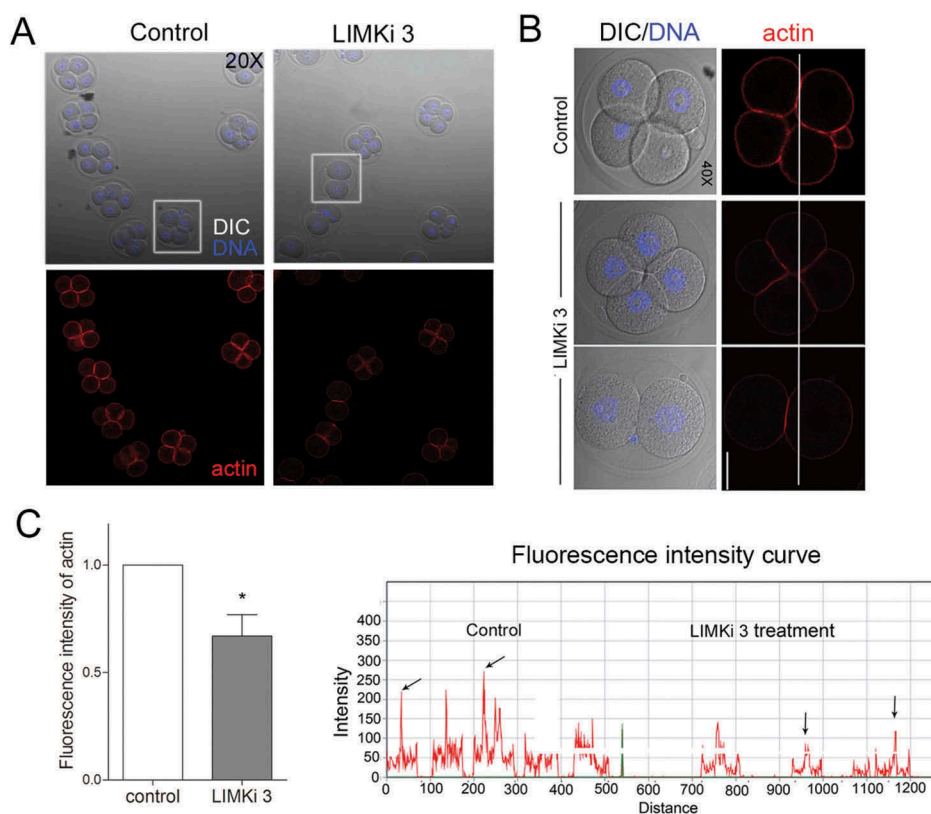 A
Control
LIMKi 3
20X
DIC
DNA
actin
B
DIC/DNA
actin
Control
40X
LIMKi 3
C
Fluorescence intensity of actin
1.0
0.5
0.0
*
control
LIMKi 3
Fluorescence intensity curve
Control
LIMKi 3 treatment
Intensity
400
350
300
250
200
150
100
50
0
0 100 200 300 400 500 600 700 800 900 1000 1100 1200
Distance